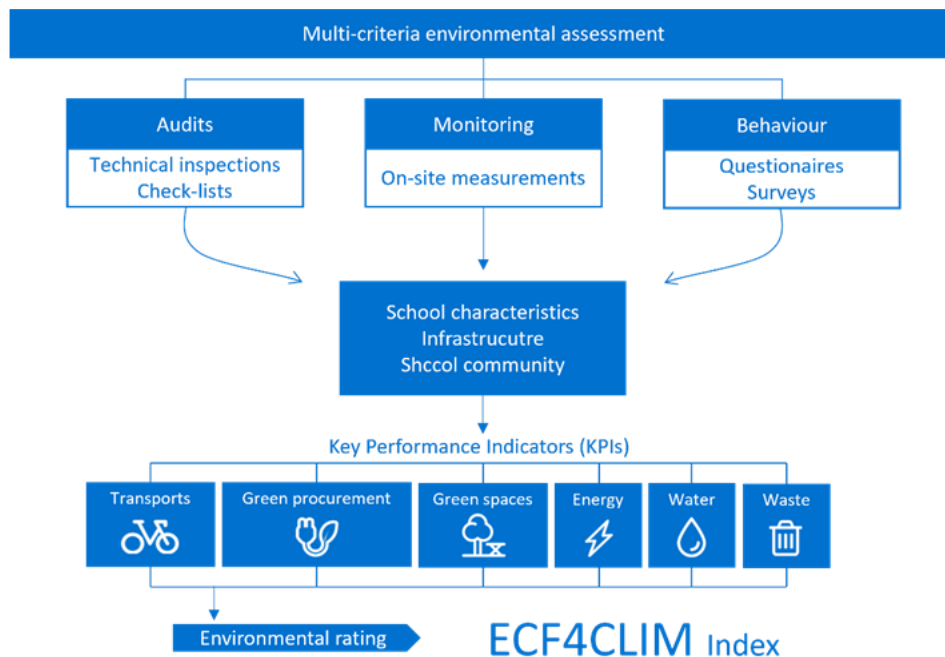 Multi-criteria environmental assessment
Audits
Technical inspections
Check-lists
Monitoring
On-site measurements
Behaviour
Questionaires
Surveys
School characteristics
Infrastrucutre
Shccol community
Key Performance Indicators (KPIs)
Transports
Green procurement
Green spaces
Energy
Water
Waste
Environmental rating
ECF4CLIM Index